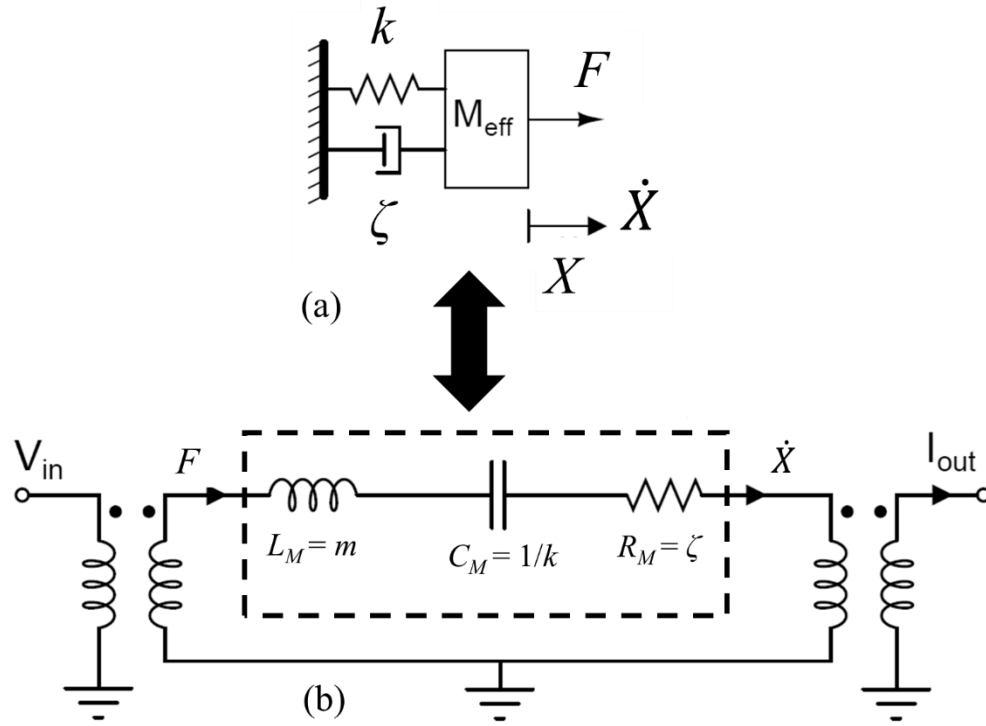 k
M_eff
F
ζ
Ẋ
X
(a)
V_in
F
Ẋ
I_out
L_M = m
C_M = 1/k
R_M = ζ
(b)